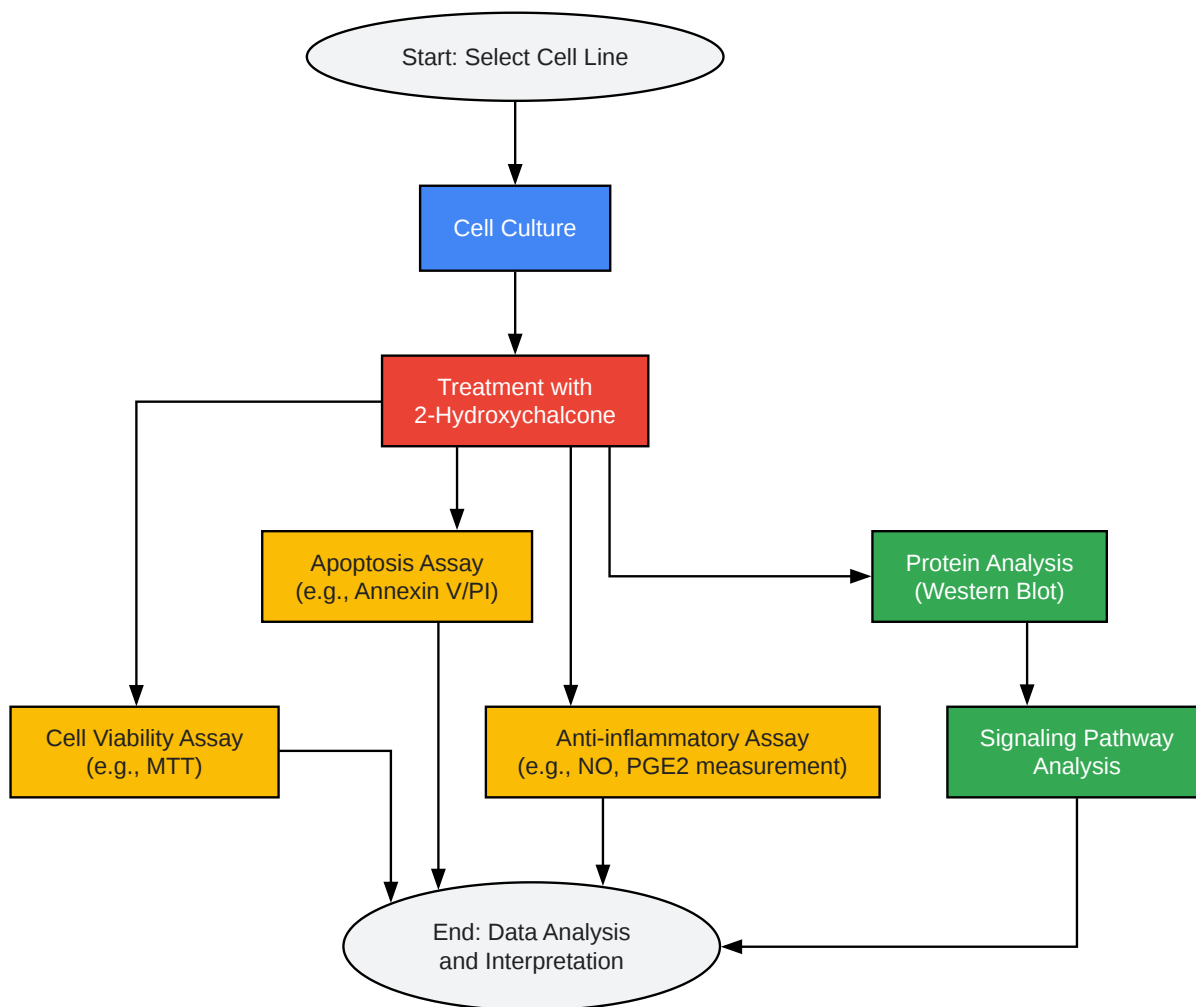 Start: Select Cell Line
Cell Culture
Treatment with
2-Hydroxychalcone
Apoptosis Assay
(e.g., Annexin V/PI)
Protein Analysis
(Western Blot)
Cell Viability Assay
(e.g., MTT)
Anti-inflammatory Assay
(e.g., NO, PGE2 measurement)
Signaling Pathway
Analysis
End: Data Analysis
and Interpretation